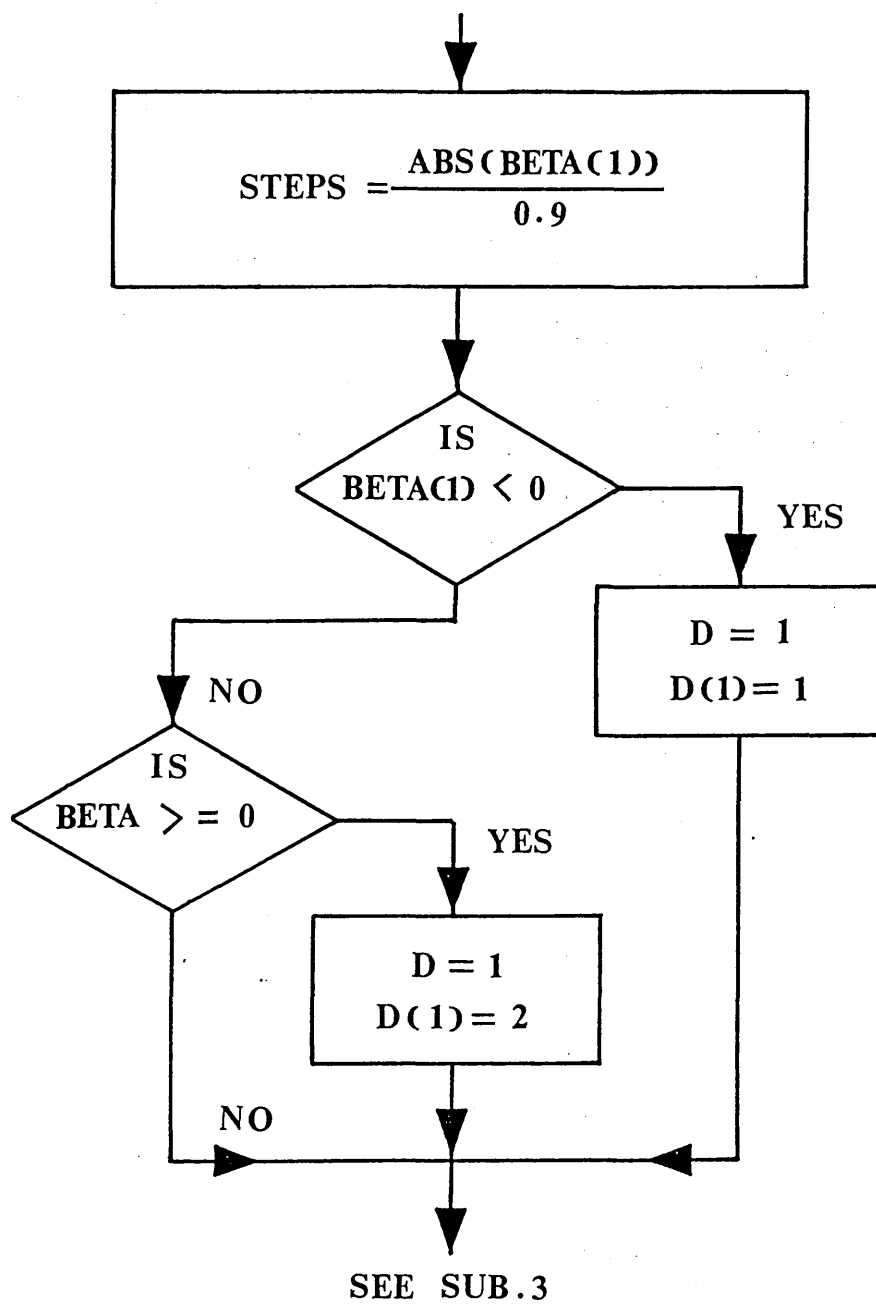 STEPS = ABS(BETA(1))
0.9
IS
BETA(1) < 0
YES
D = 1
D(1)= 1
NO
IS
BETA >= 0
YES
D = 1
D(1)= 2
NO
SEE SUB.3